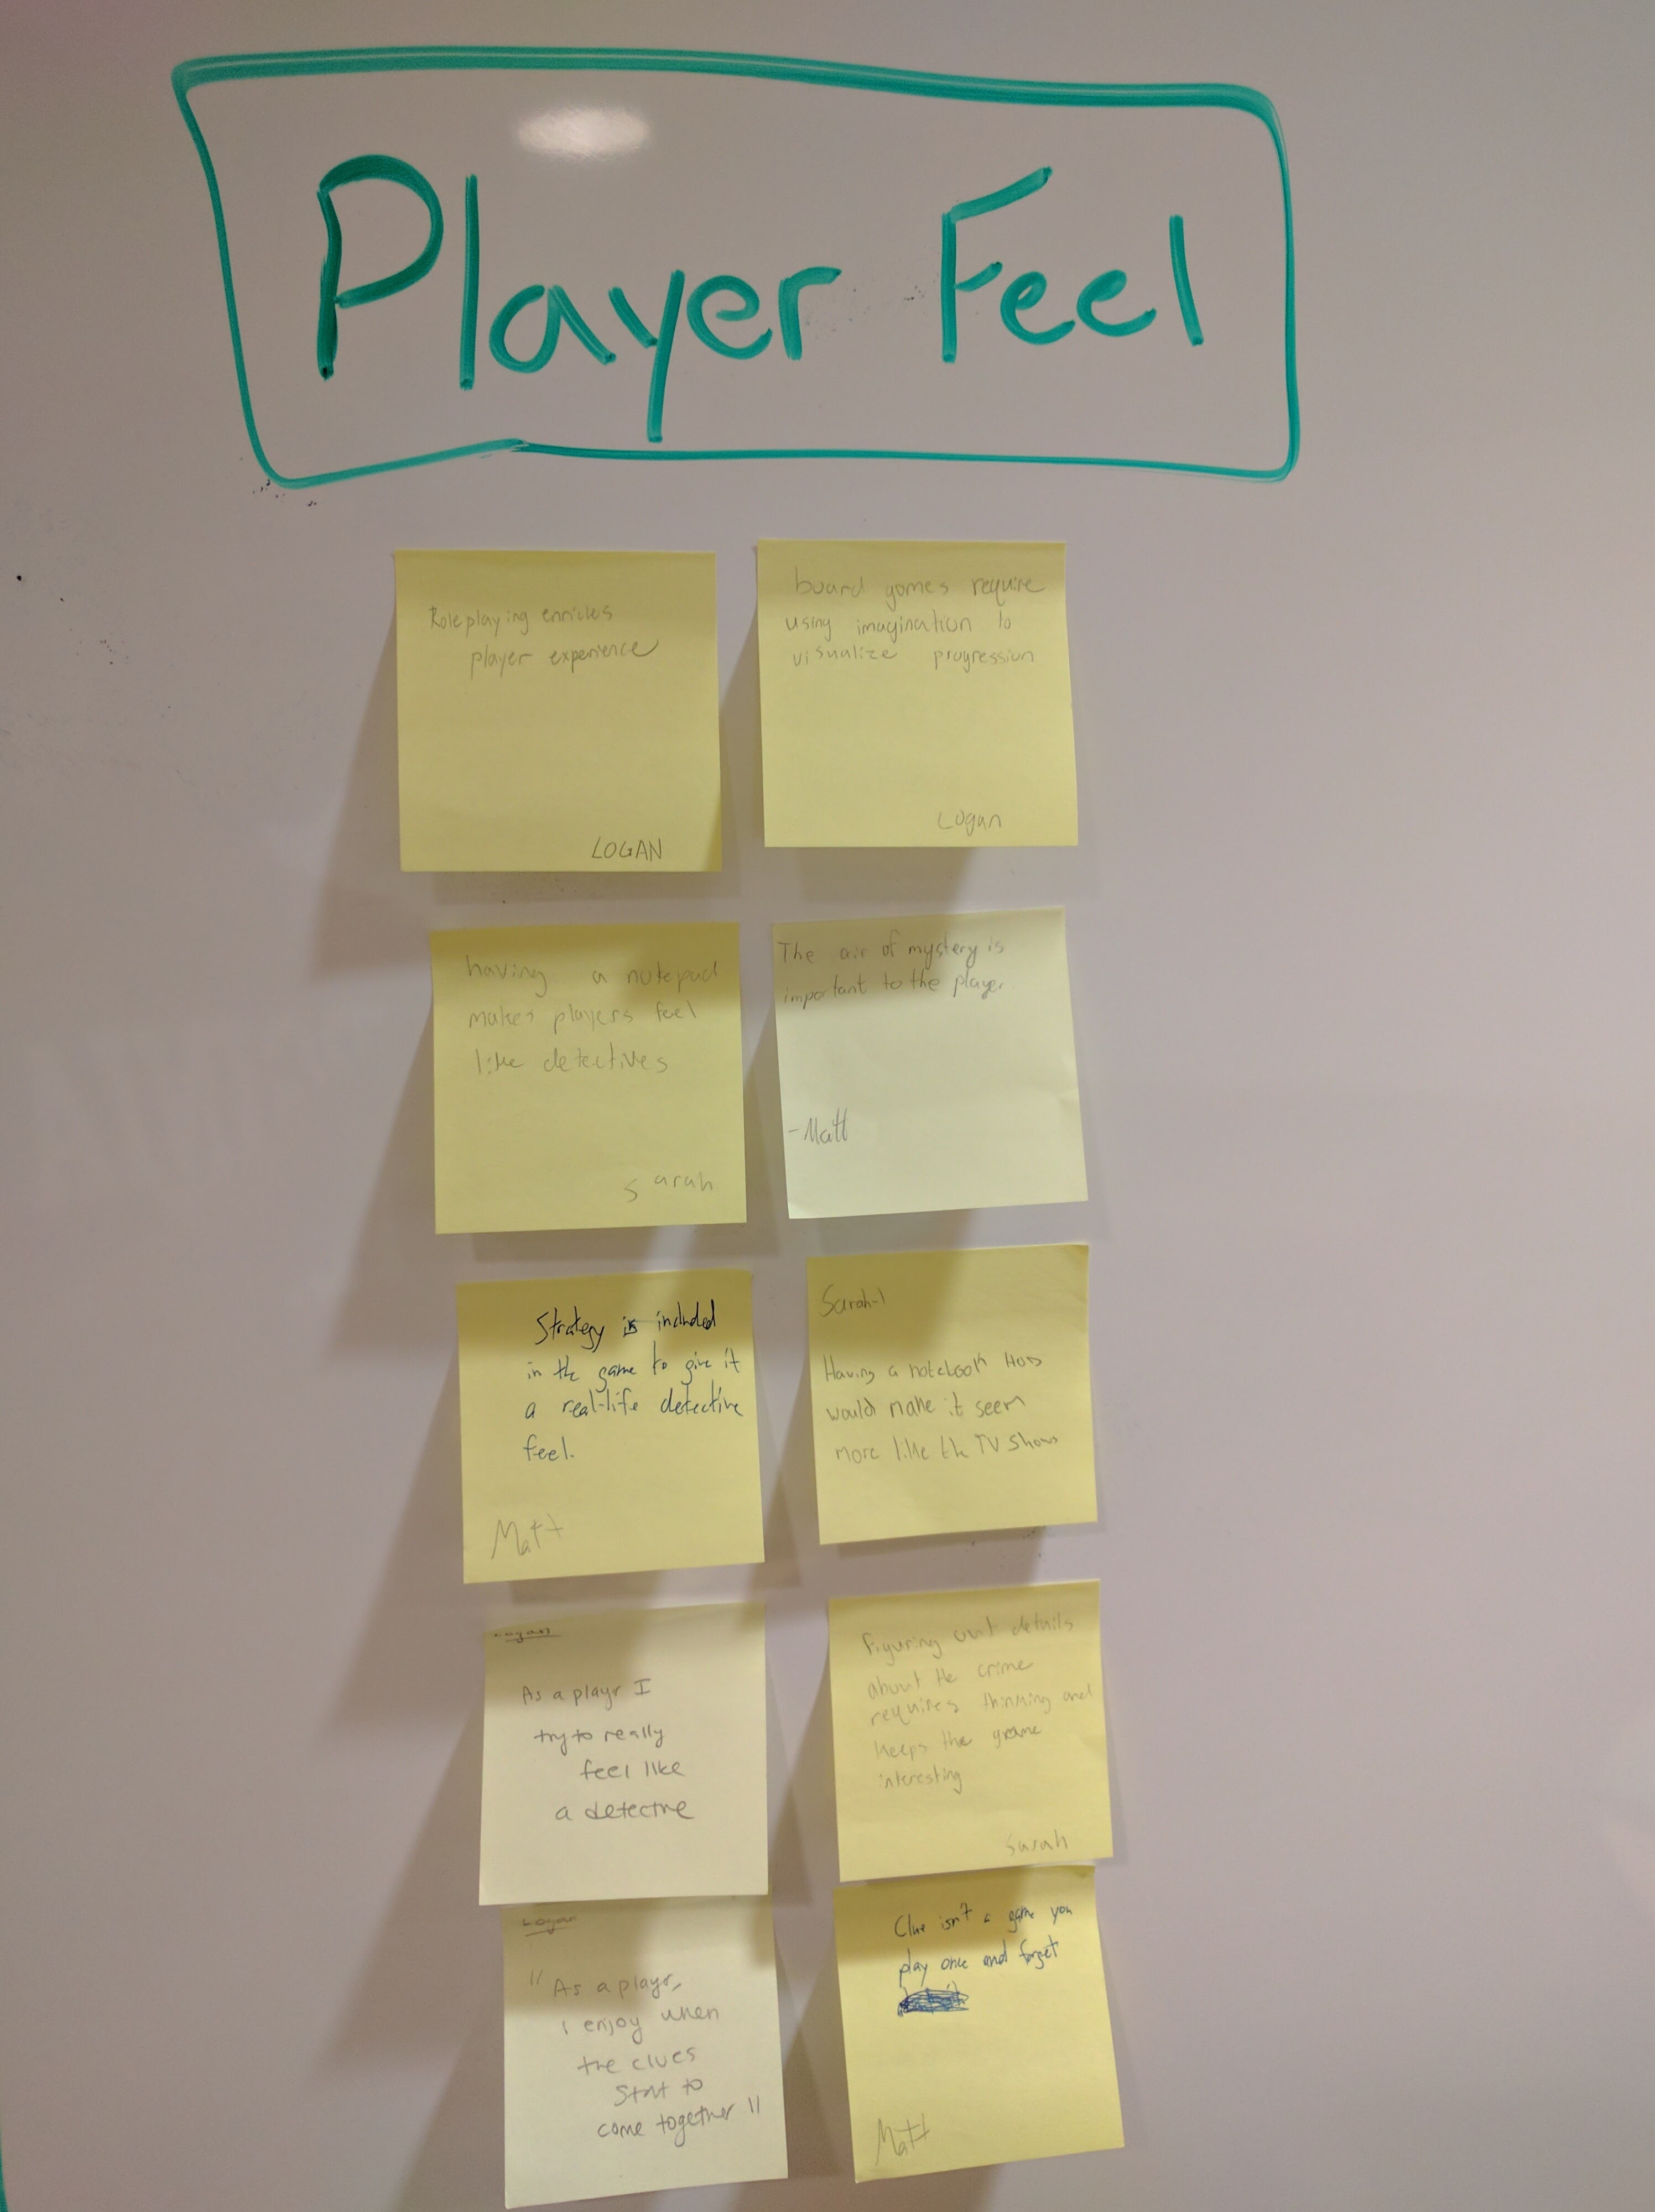 Player Feel
Roleplaying enriches
player experience
LOGAN
board games require
using imagination to
visualize progression
Logan
having a notepad
makes players feel
like detectives
Sarah
The air of mystery is
important to the player.
-Matt
Strategy is included
in the game to give it
a real-life detective
feel.
Matt
Sarah-1
Having a notebook HUD
would make it seem
more like the TV shows
Logan
As a playr I
try to really
feel like
a detective
figuring out details
about the crime
requires thinking and
keeps the game
interesting
Sarah
Logan
"As a playr,
i enjoy when
the clues
Start to
come together"
Clue isn't a game you
play once and forget
Matt